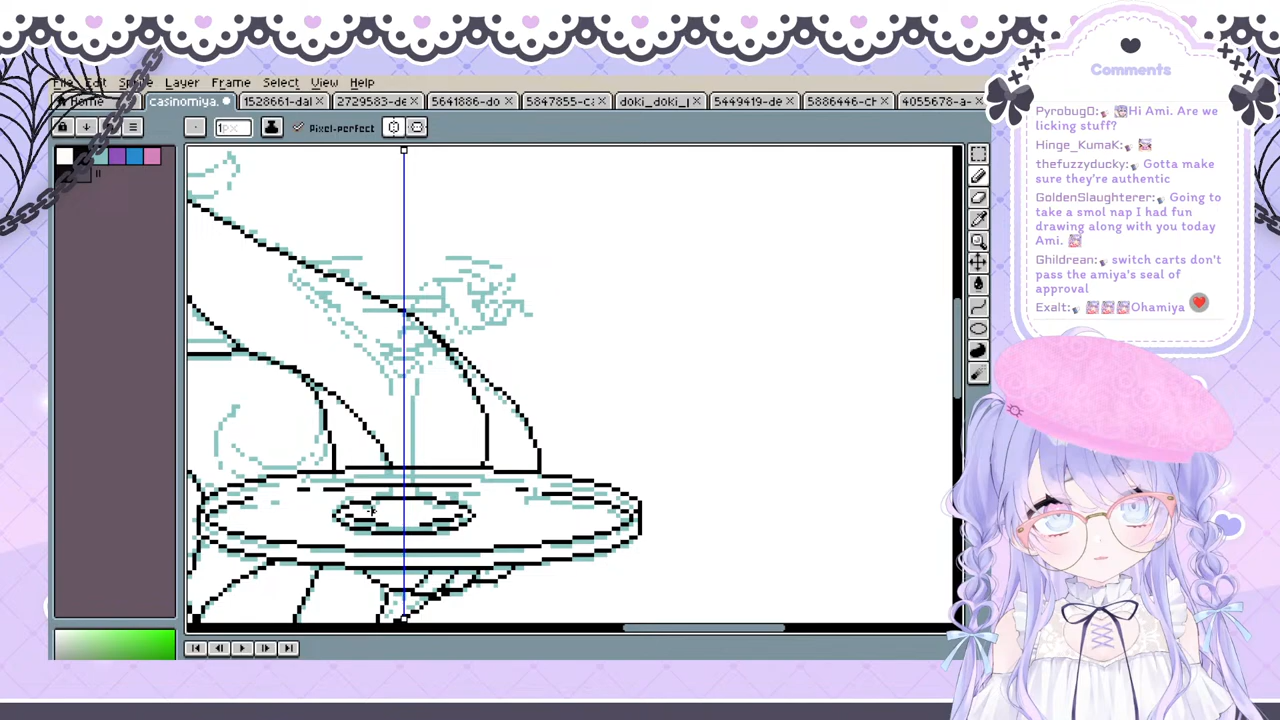 File Edit Sprite Layer Frame Select View Help
Home casinomiya. 1528661-dal 2729583-de 5641886-do 5847855-c doki_doki_l 5449419-de 5886446-ch 4055678-a-
1px Pixel-perfect
Comments
Pyrobug0: Hi Ami. Are we
licking stuff?
Hinge_KumaK:
thefuzzyducky: Gotta make
sure they're authentic
GoldenSlaughterer: Going to
take a smol nap I had fun
drawing along with you today
Ami.
Ghildrean: switch carts don't
pass the amiya's seal of
approval
Exalt: Ohamiya